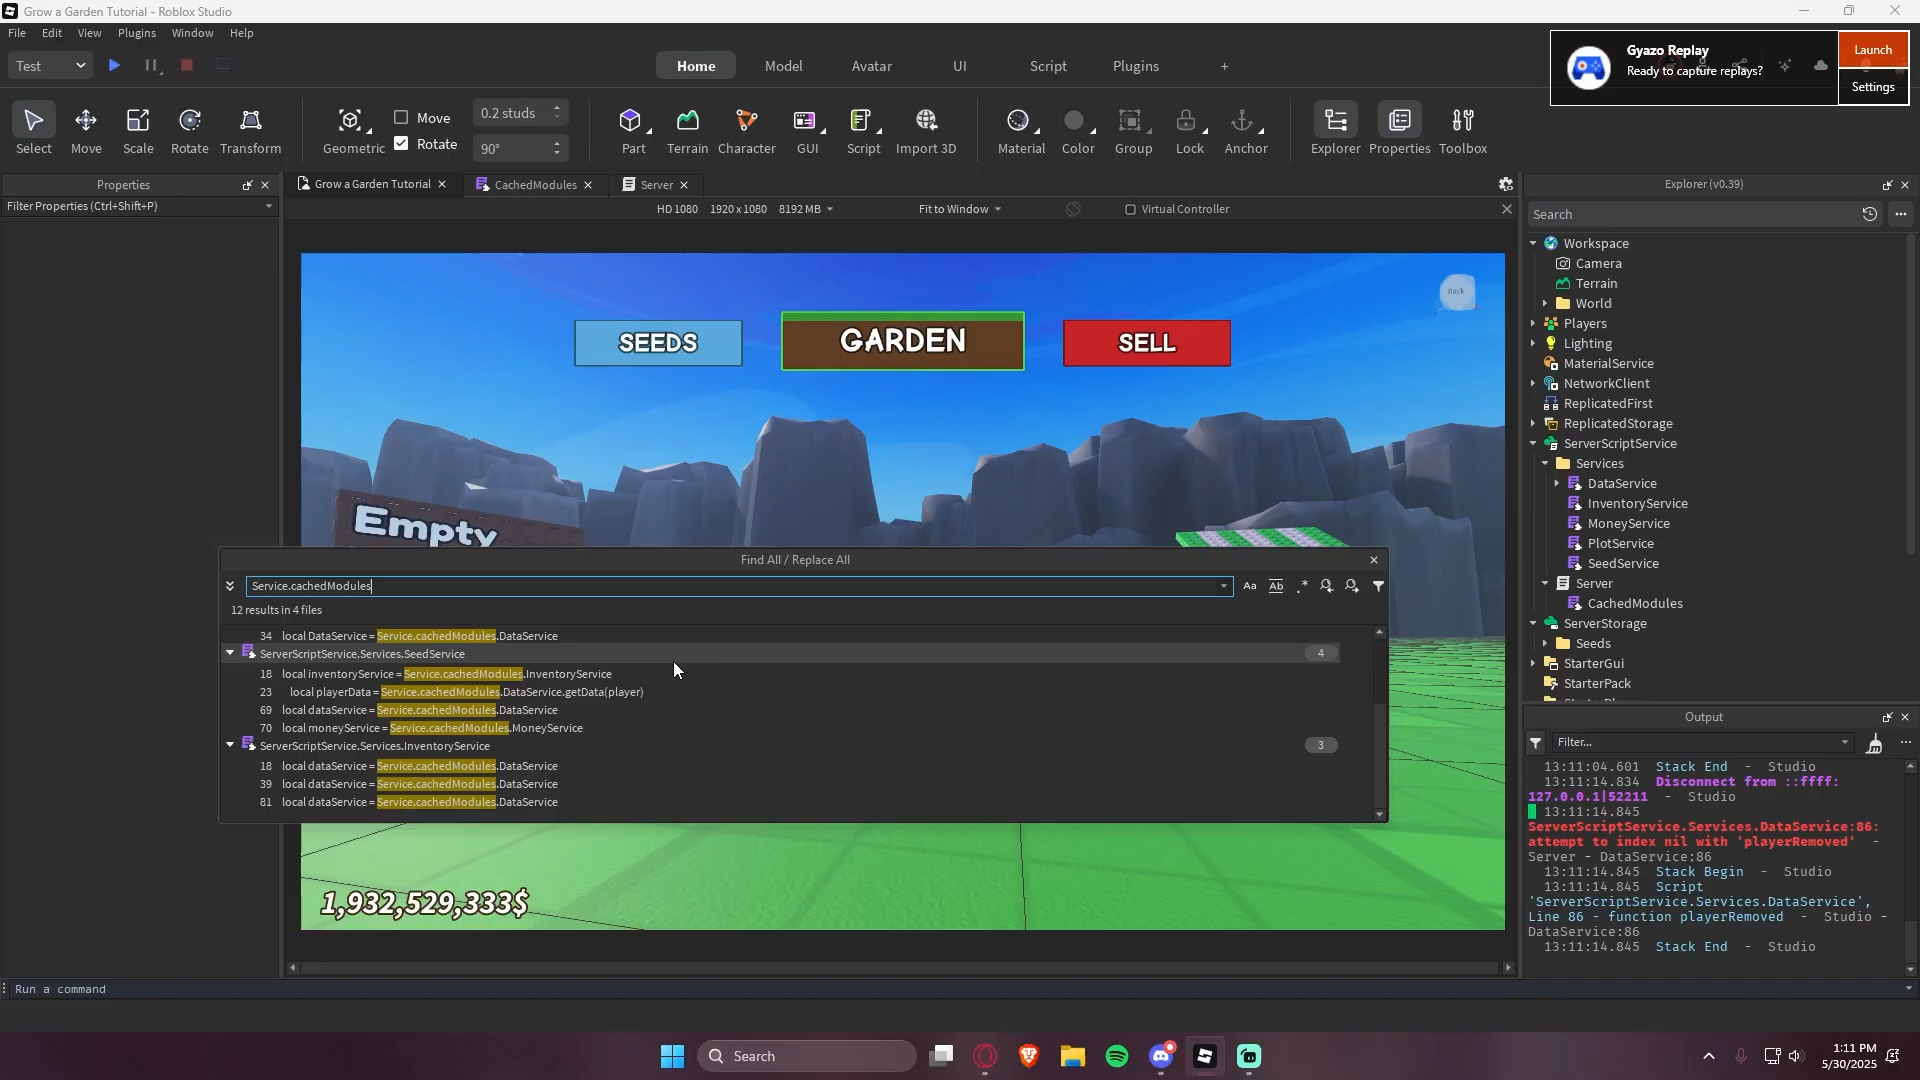 Grow a Garden Tutorial - Roblox Studio
File Edit View Plugins Window Help
Test
Home Model Avatar UI Script Plugins +
Gyazo Replay
Ready to capture replays?
Launch
Settings
Select Move Scale Rotate Transform
Geometric
Move
Rotate
0.2 studs
90°
Part Terrain Character GUI Script Import 3D
Material Color Group Lock Anchor
Explorer Properties Toolbox
Properties
Filter Properties (Ctrl+Shift+P)
Grow a Garden Tutorial CachedModules Server
HD 1080 1920 x 1080 8192 MB Fit to Window Virtual Controller
SEEDS
GARDEN
SELL
Back
Empty
Find All / Replace All
Service.cachedModules
Aa Ab .*
12 results in 4 files
34 local DataService = Service.cachedModules.DataService
ServerScriptService.Services.SeedService 4
18 local inventoryService = Service.cachedModules.InventoryService
23 local playerData = Service.cachedModules.DataService.getData(player)
69 local dataService = Service.cachedModules.DataService
70 local moneyService = Service.cachedModules.MoneyService
ServerScriptService.Services.InventoryService 3
18 local dataService = Service.cachedModules.DataService
39 local dataService = Service.cachedModules.DataService
81 local dataService = Service.cachedModules.DataService
1,932,529,333$
Explorer (v0.39)
Search
Workspace
Camera
Terrain
World
Players
Lighting
MaterialService
NetworkClient
ReplicatedFirst
ReplicatedStorage
ServerScriptService
Services
DataService
InventoryService
MoneyService
PlotService
SeedService
Server
CachedModules
ServerStorage
Seeds
StarterGui
StarterPack
Output
Filter...
13:11:04.601 Stack End - Studio
13:11:14.834 Disconnect from ::ffff:
127.0.0.1|52211 - Studio
13:11:14.845
ServerScriptService.Services.DataService:86:
attempt to index nil with 'playerRemoved' -
Server - DataService:86
13:11:14.845 Stack Begin - Studio
13:11:14.845 Script
'ServerScriptService.Services.DataService',
Line 86 - function playerRemoved - Studio -
DataService:86
13:11:14.845 Stack End - Studio
Run a command
Search
1:11 PM
5/30/2025